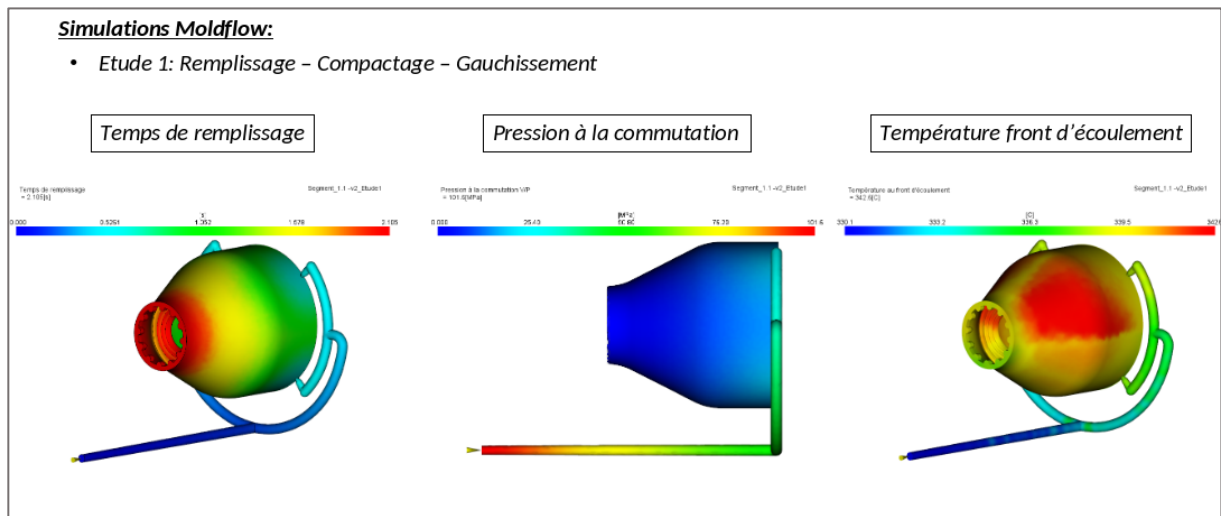 Simulations Moldflow:
• Etude 1: Remplissage – Compactage – Gauchissement
Temps de remplissage
Pression à la commutation
Température front d'écoulement
Temps de remplissage
= 2.105[s]
Segment_1.1-v2_Etude1
[s]
0.000
0.5261
1.052
1.578
2.105
Pression à la commutation V/P
= 101.6[MPa]
Segment_1.1-v2_Etude1
[MPa]
0.000
25.40
50.80
76.20
101.6
Température au front d'écoulement
= 342.6[C]
Segment_1.1-v2_Etude1
[C]
330.1
333.2
336.3
339.5
342.6